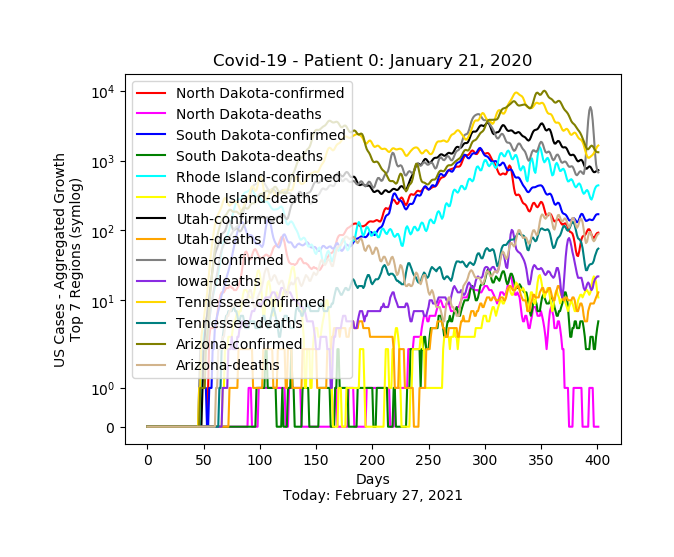 Covid-19 - Patient 0: January 21, 2020
US Cases - Aggregated Growth
Top 7 Regions (symlog)
10⁴
10³
10²
10¹
10⁰
0
North Dakota-confirmed
North Dakota-deaths
South Dakota-confirmed
South Dakota-deaths
Rhode Island-confirmed
Rhode Island-deaths
Utah-confirmed
Utah-deaths
Iowa-confirmed
Iowa-deaths
Tennessee-confirmed
Tennessee-deaths
Arizona-confirmed
Arizona-deaths
0 50 100 150 200 250 300 350 400
Days
Today: February 27, 2021